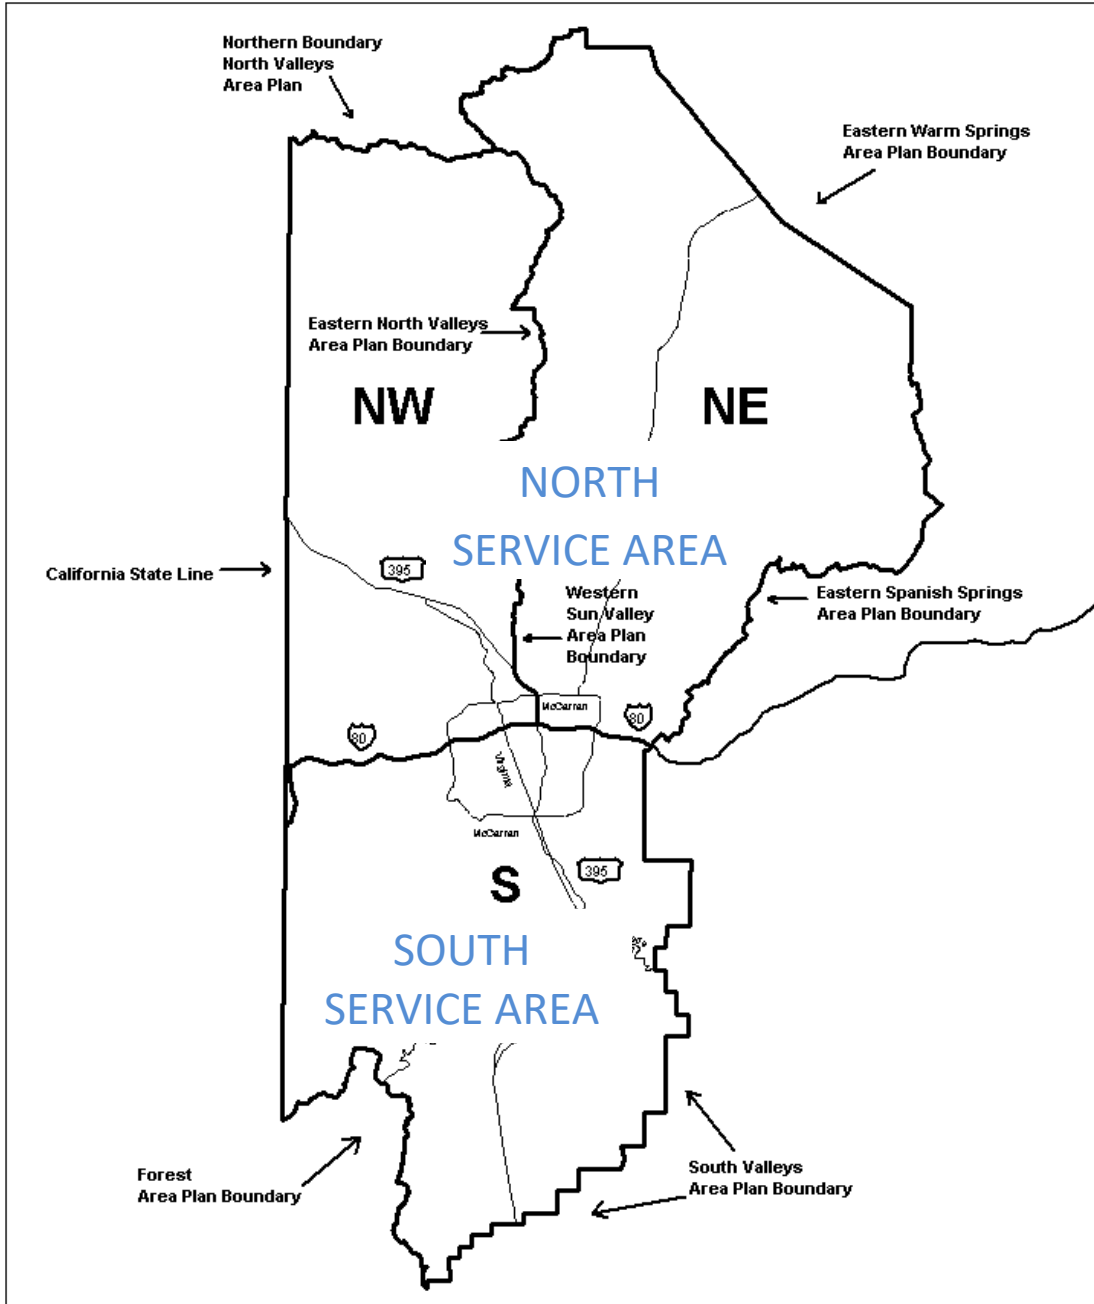 Northern Boundary
North Valleys
Area Plan
Eastern Warm Springs
Area Plan Boundary
Eastern North Valleys
Area Plan Boundary
NW
NE
NORTH
SERVICE AREA
395
California State Line
Western
Sun Valley
Area Plan
Boundary
Eastern Spanish Springs
Area Plan Boundary
McCarran
80
80
Virginia
McCarran
395
S
SOUTH
SERVICE AREA
Forest
Area Plan Boundary
South Valleys
Area Plan Boundary